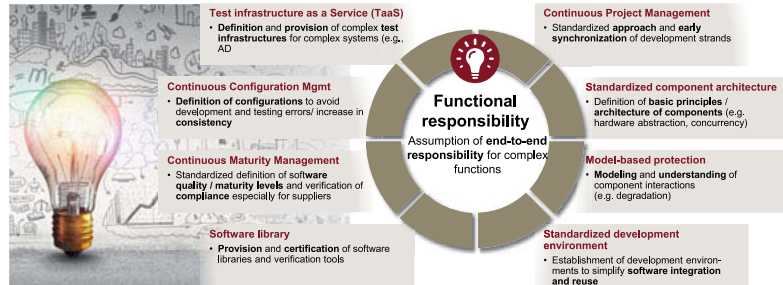 Test infrastructure as a Service (TaaS)
• Definition and provision of complex test
infrastructures for complex systems (e.g.,
AD
Continuous Configuration Mgmt
• Definition of configurations to avoid
development and testing errors/ increase in
consistency
Continuous Maturity Management
• Standardized definition of software
quality / maturity levels and verification of
compliance especially for suppliers
Software library
• Provision and certification of software
libraries and verification tools
Functional
responsibility
Assumption of end-to-end
responsibility for complex
functions
Continuous Project Management
• Standardized approach and early
synchronization of development strands
Standardized component architecture
• Definition of basic principles /
architecture of components (e.g.
hardware abstraction, concurrency)
Model-based protection
• Modeling and understanding of
component interactions
(e.g. degradation)
Standardized development
environment
• Establishment of development environ-
ments to simplify software integration
and reuse